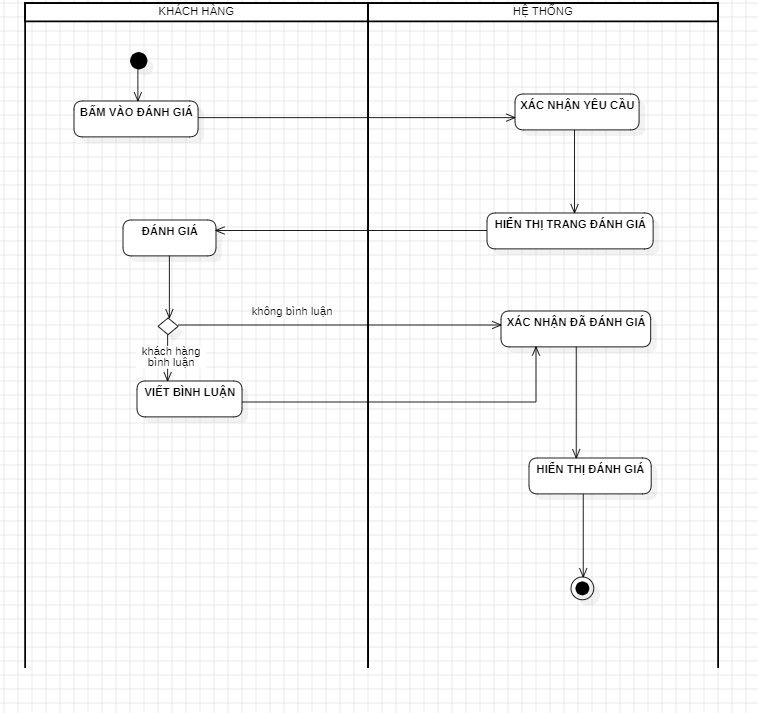 KHÁCH HÀNG
HỆ THỐNG
BẤM VÀO ĐÁNH GIÁ
XÁC NHẬN YÊU CẦU
ĐÁNH GIÁ
HIỂN THỊ TRANG ĐÁNH GIÁ
không bình luận
XÁC NHẬN ĐÃ ĐÁNH GIÁ
khách hàng
bình luận
VIẾT BÌNH LUẬN
HIỂN THỊ ĐÁNH GIÁ